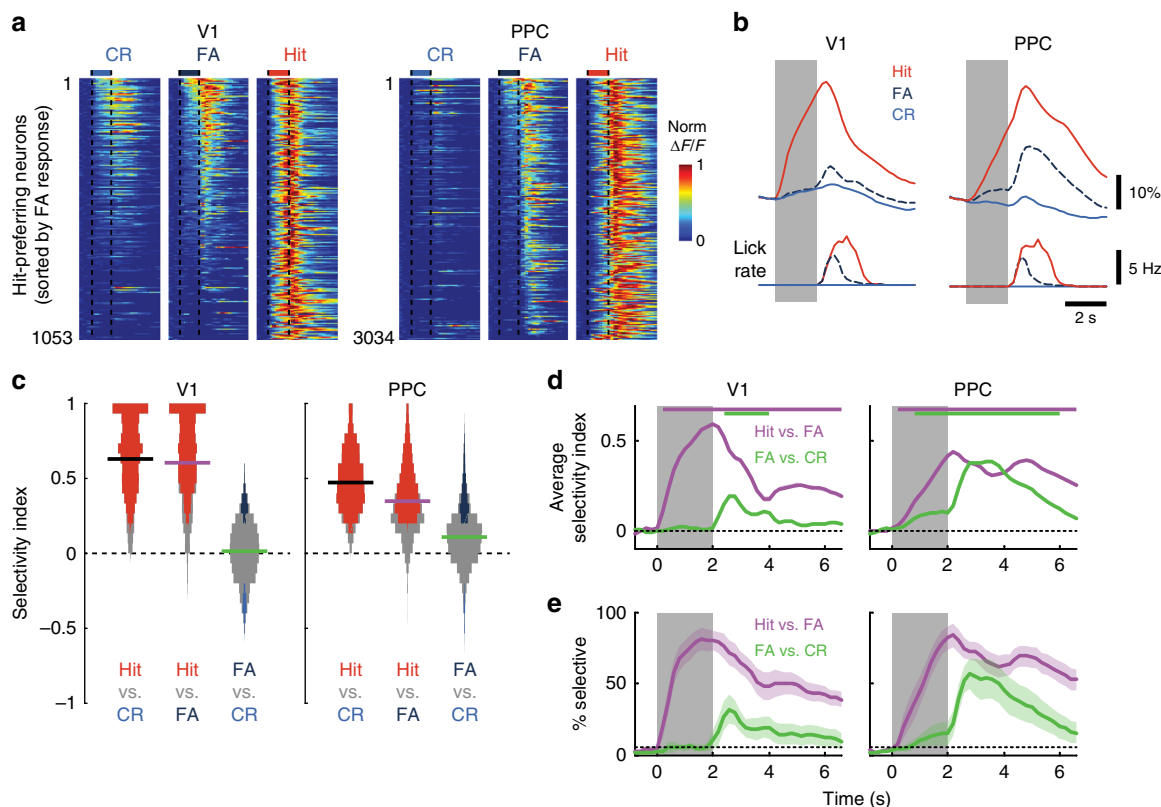 a
V1
CR
FA
Hit
1
1053
Hit-preferring neurons
(sorted by FA response)
PPC
CR
FA
Hit
1
3034
Norm
ΔF/F
1
0
b
V1
PPC
Hit
FA
CR
10%
Lick
rate
5 Hz
2 s
c
V1
PPC
Selectivity index
1
0.5
0
−0.5
−1
Hit
vs.
CR
Hit
vs.
FA
FA
vs.
CR
Hit
vs.
CR
Hit
vs.
FA
FA
vs.
CR
d
V1
PPC
Average
selectivity index
0.5
0
Hit vs. FA
FA vs. CR
0 2 4 6
0 2 4 6
e
% selective
100
50
0
Hit vs. FA
FA vs. CR
0 2 4 6
0 2 4 6
Time (s)